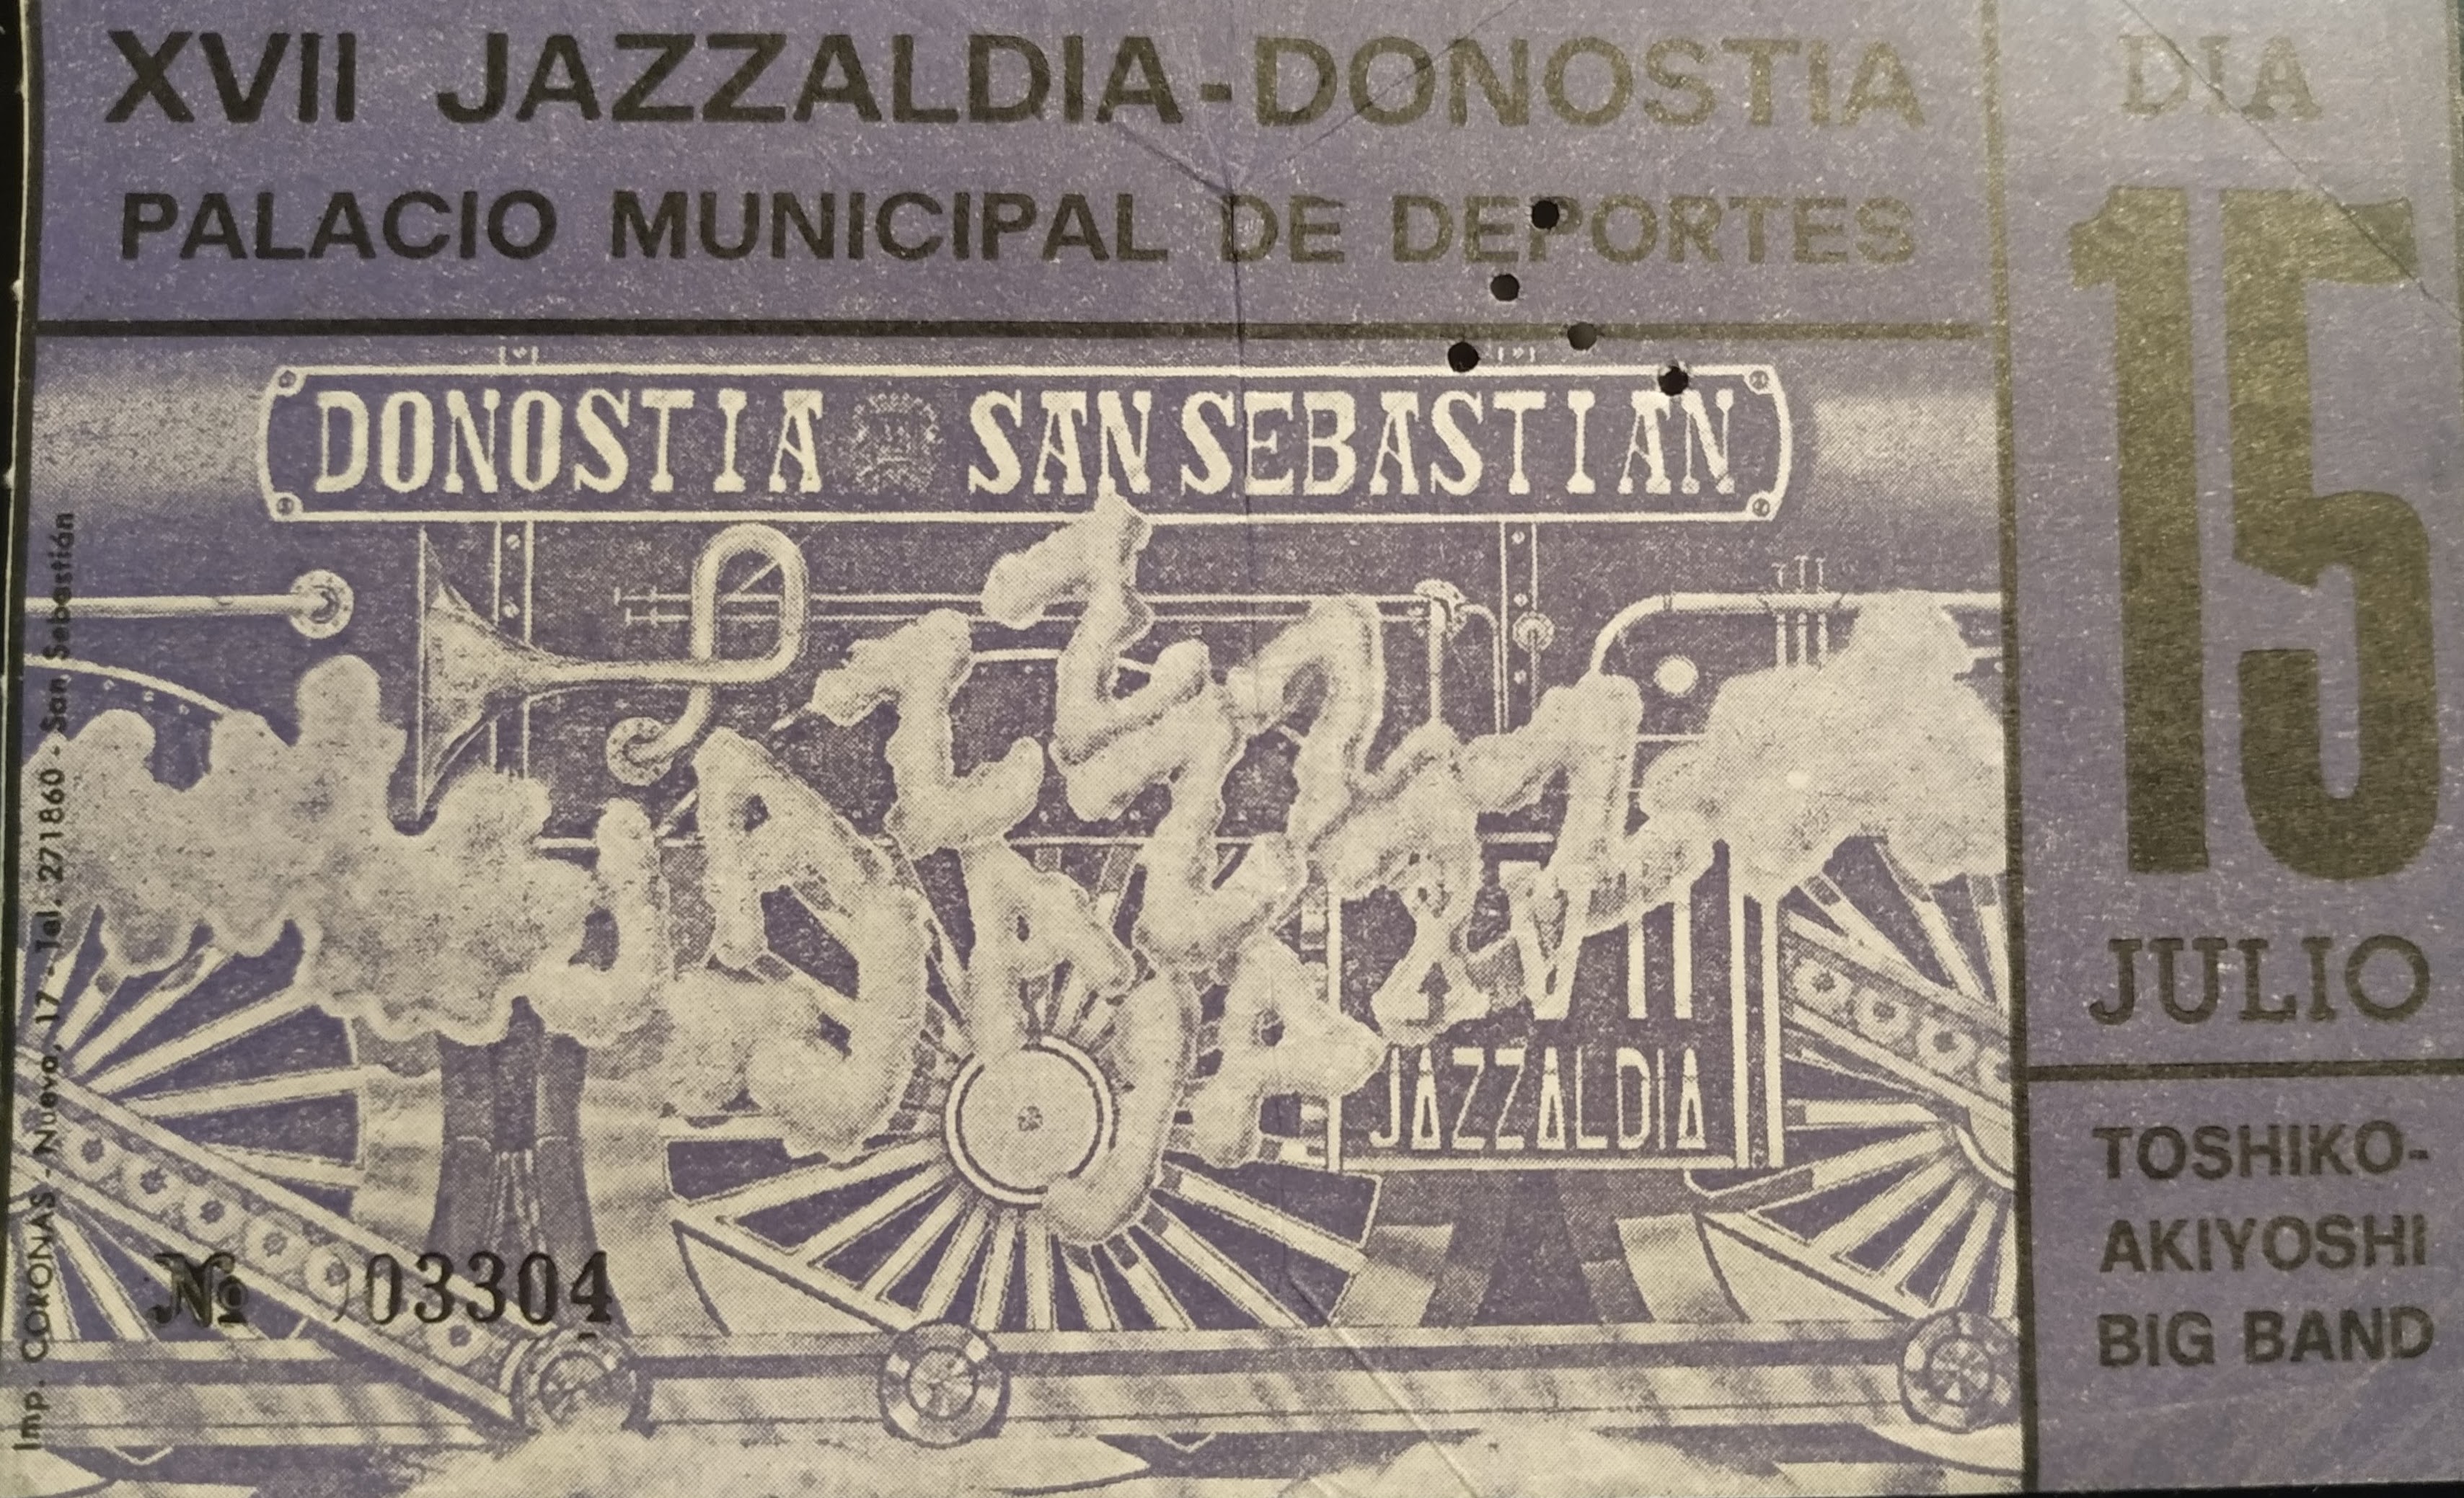 XVII JAZZALDIA-DONOSTIA
PALACIO MUNICIPAL DE DEPORTES
DIA
15
JULIO
TOSHIKO-
AKIYOSHI
BIG BAND
DONOSTIA SAN SEBASTIAN
XVII
JAZZALDIA
№ 03304
Imp. CORONAS - Nueva, 17 - Tel. 271860 - San Sebastián